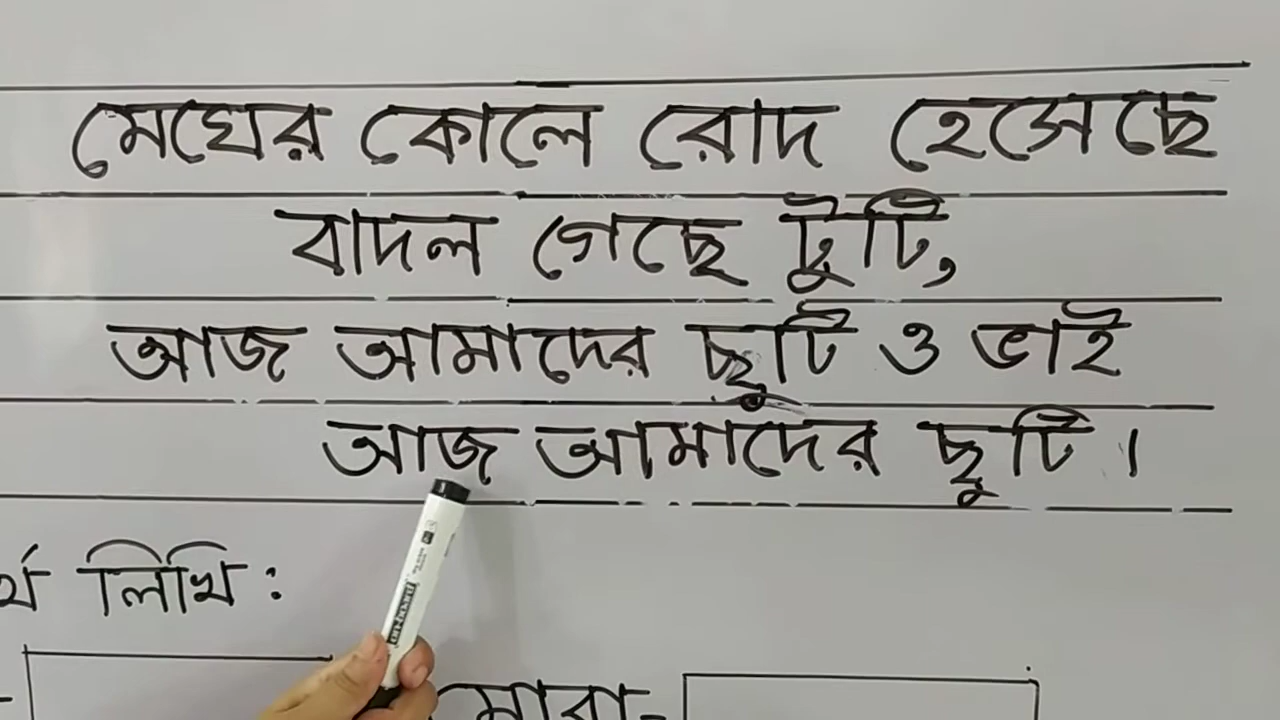 মেঘের কোলে রোদ হেসেছে
বাদল গেছে টুটি,
আজ আমাদের ছুটি ও ভাই
আজ আমাদের ছুটি।
লিখি :